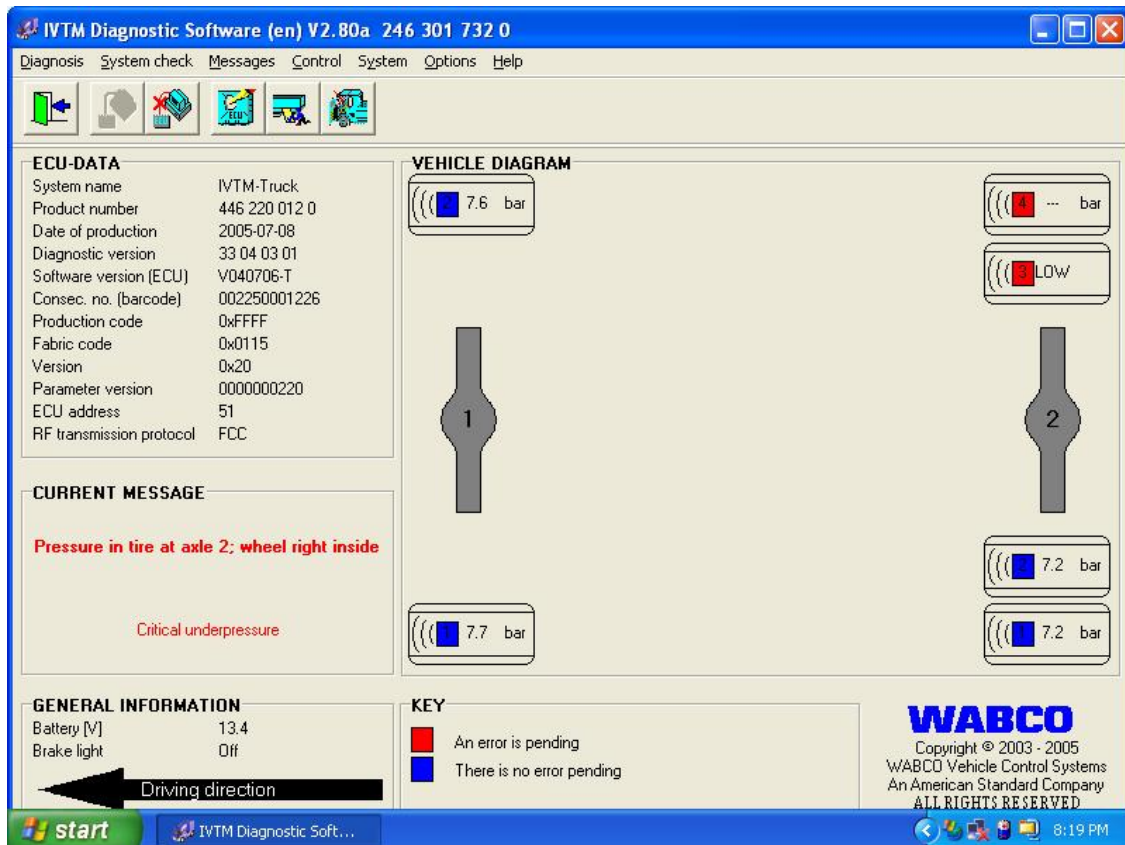 IVTM Diagnostic Software (en) V2.80a 246 301 732 0
Diagnosis System check Messages Control System Options Help
ECU
ECU-DATA
System name IVTM-Truck
Product number 446 220 012 0
Date of production 2005-07-08
Diagnostic version 33 04 03 01
Software version (ECU) V040706-T
Consec. no. (barcode) 002250001226
Production code 0xFFFF
Fabric code 0x0115
Version 0x20
Parameter version 0000000220
ECU address 51
RF transmission protocol FCC
CURRENT MESSAGE
Pressure in tire at axle 2; wheel right inside
Critical underpressure
GENERAL INFORMATION
Battery [V] 13.4
Brake light Off
Driving direction
VEHICLE DIAGRAM
2 7.6 bar
4 --- bar
3 LOW
1
2
2 7.2 bar
1 7.7 bar
1 7.2 bar
KEY
An error is pending
There is no error pending
WABCO
Copyright © 2003 - 2005
WABCO Vehicle Control Systems
An American Standard Company
ALL RIGHTS RESERVED
start
IVTM Diagnostic Soft...
8:19 PM